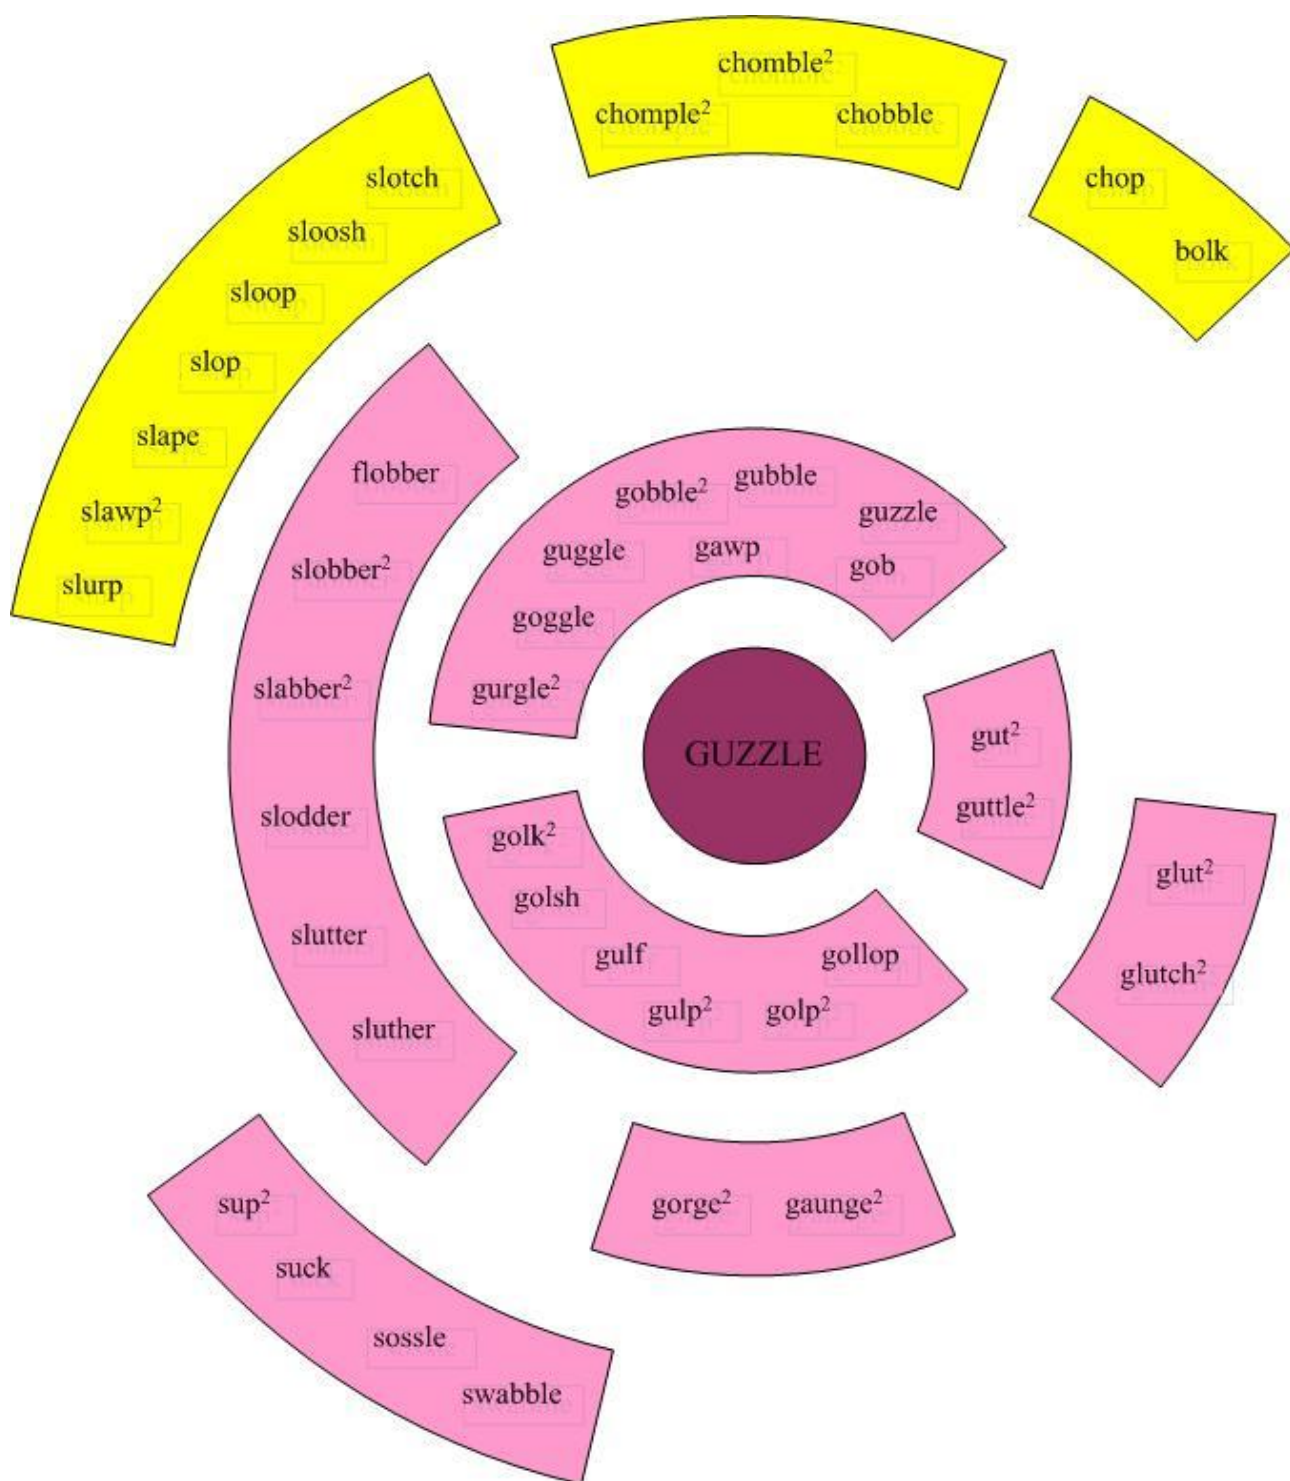 chomble²
chomple²
chobble
chop
bolk
slotch
sloosh
sloop
slop
slape
slawp²
slurp
flobber
slobber²
slabber²
slodder
slutter
sluther
gobble²
gubble
guzzle
guggle
gawp
gob
goggle
gurgle²
GUZZLE
gut²
guttle²
glut²
glutch²
golk²
golsh
gulf
gollop
gulp²
golp²
gorge²
gaunge²
sup²
suck
sossle
swabble